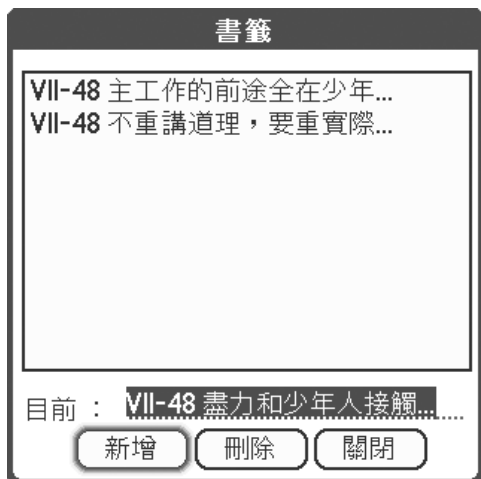 書籤
VII-48 主工作的前途全在少年...
VII-48 不重講道理，要重實際...
目前： VII-48 盡力和少年人接觸...
新增 刪除 關閉